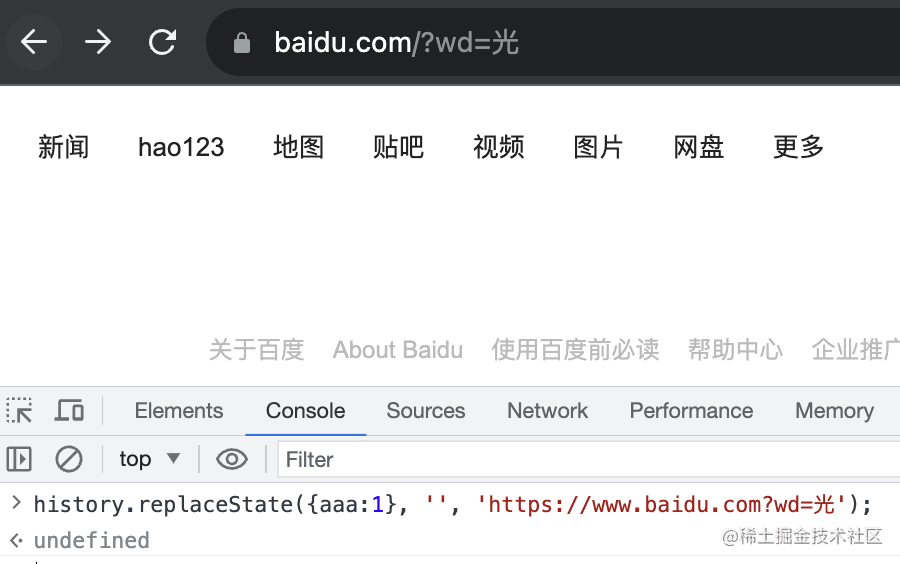 baidu.com/?wd=光
新闻 hao123 地图 贴吧 视频 图片 网盘 更多
关于百度 About Baidu 使用百度前必读 帮助中心 企业推广
Elements Console Sources Network Performance Memory
top Filter
history.replaceState({aaa:1}, '', 'https://www.baidu.com?wd=光');
undefined
@稀土掘金技术社区